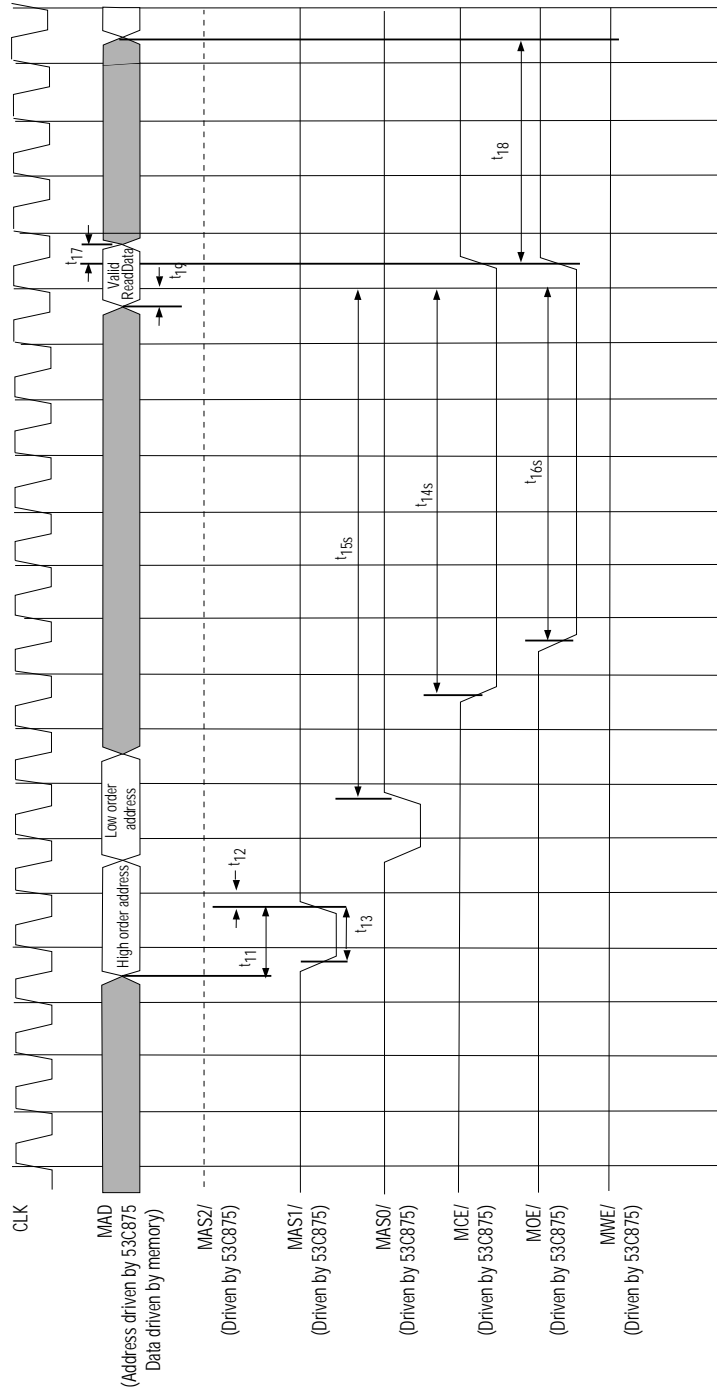 CLK
MAD
(Address driven by 53C875
Data driven by memory)
High order address
Low order
address
Valid
ReadData
t17
t19
MAS2/
(Driven by 53C875)
t11
t12
MAS1/
(Driven by 53C875)
t13
MAS0/
(Driven by 53C875)
t15s
MCE/
(Driven by 53C875)
t14s
MOE/
(Driven by 53C875)
t16s
t18
MWE/
(Driven by 53C875)